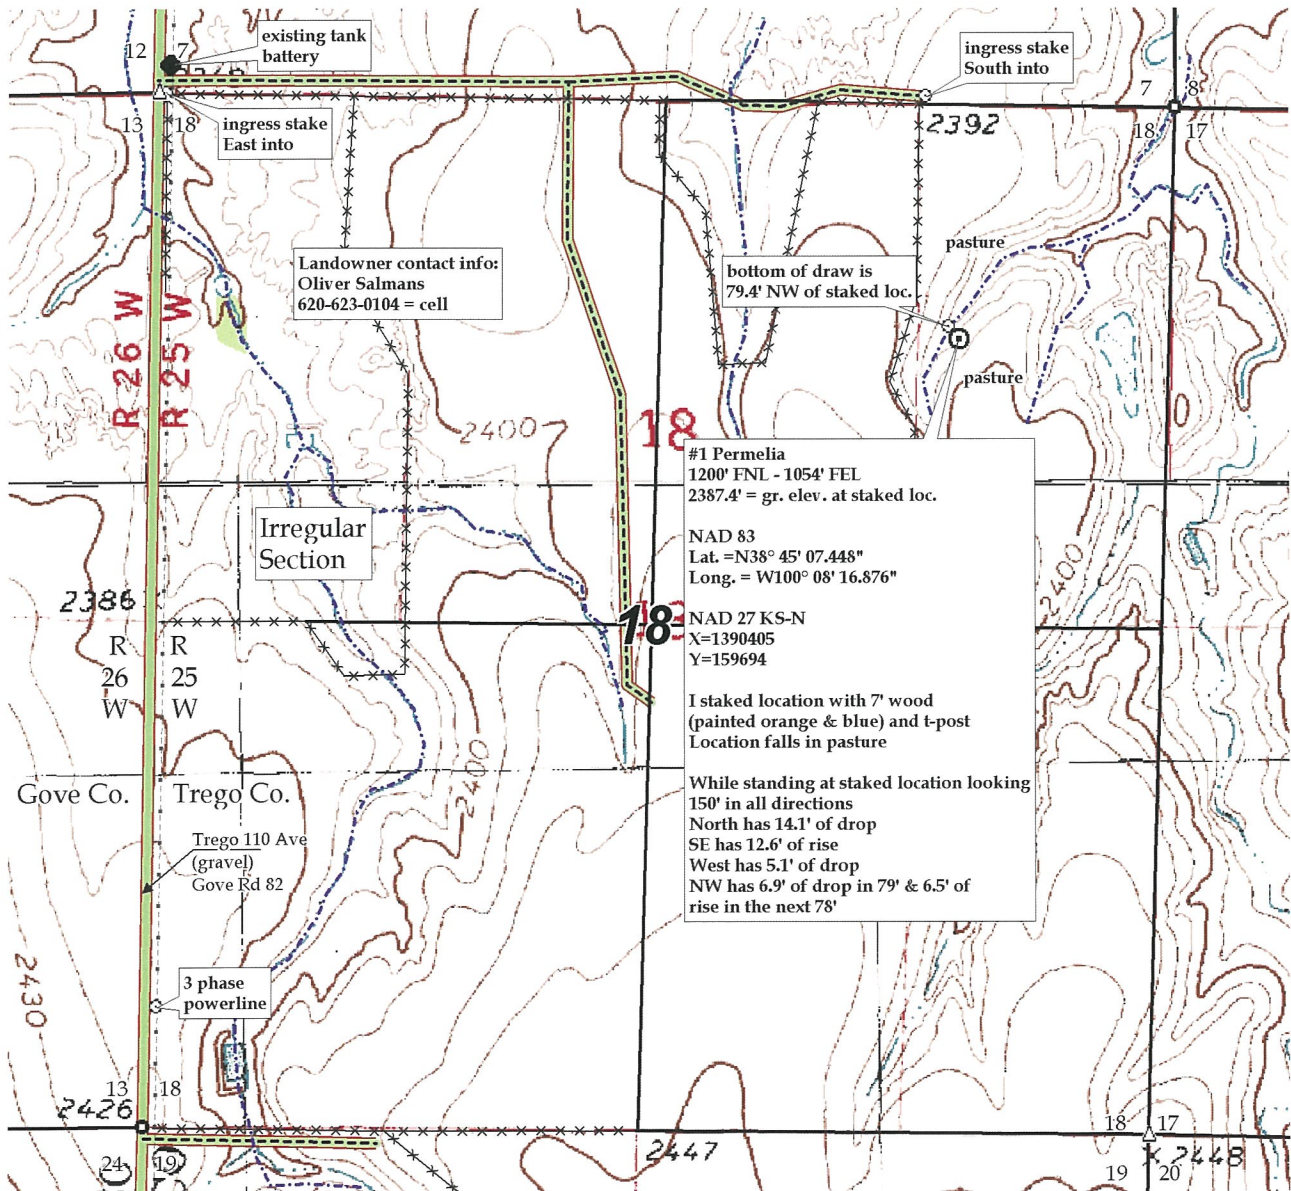 existing tank
battery
12
7
ingress stake
South into
7
8
13
18
ingress stake
East into
2392
18
17
pasture
Landowner contact info:
Oliver Salmans
620-623-0104 = cell
bottom of draw is
79.4' NW of staked loc.
R 26 W
R 25 W
pasture
2400
18
#1 Permelia
1200' FNL - 1054' FEL
2387.4' = gr. elev. at staked loc.
NAD 83
Lat. =N38° 45' 07.448"
Long. = W100° 08' 16.876"
NAD 27 KS-N
X=1390405
Y=159694
I staked location with 7' wood
(painted orange & blue) and t-post
Location falls in pasture
While standing at staked location looking
150' in all directions
North has 14.1' of drop
SE has 12.6' of rise
West has 5.1' of drop
NW has 6.9' of drop in 79' & 6.5' of
rise in the next 78'
Irregular
Section
2400
2386
18
R
26
W
R
25
W
2400
Gove Co.
Trego Co.
Trego 110 Ave
(gravel)
Gove Rd 82
2430
3 phase
powerline
13
18
2426
2447
18
17
2448
24
19
19
20